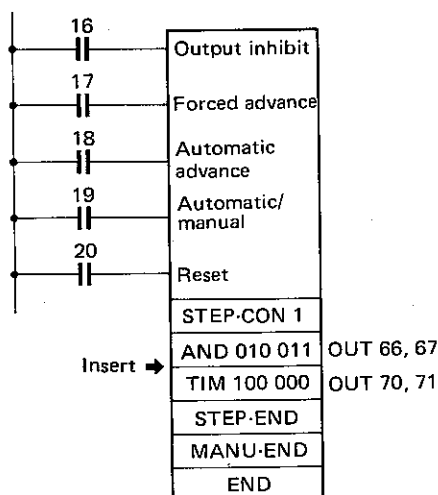 16
Output inhibit
17
Forced advance
18
Automatic
advance
19
Automatic/
manual
20
Reset
STEP·CON 1
Insert ➡ AND 010 011 OUT 66, 67
TIM 100 000 OUT 70, 71
STEP·END
MANU·END
END